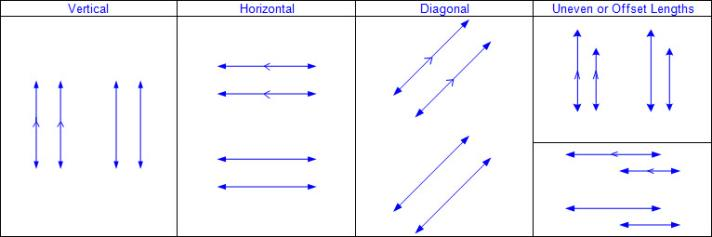 Vertical
Horizontal
Diagonal
Uneven or Offset Lengths